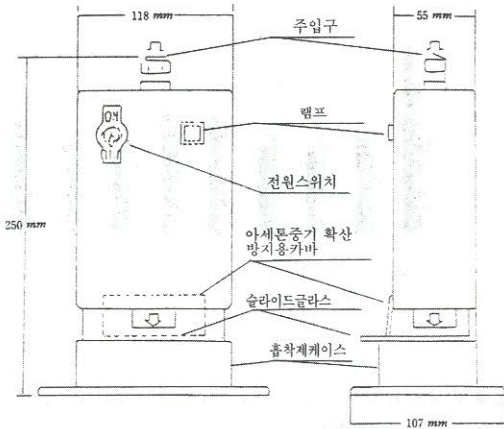 118 mm
55 mm
주입구
램프
전원스위치
250 mm
아세톤중기 확산
방지용카바
슬라이드글라스
흡착제케이스
107 mm